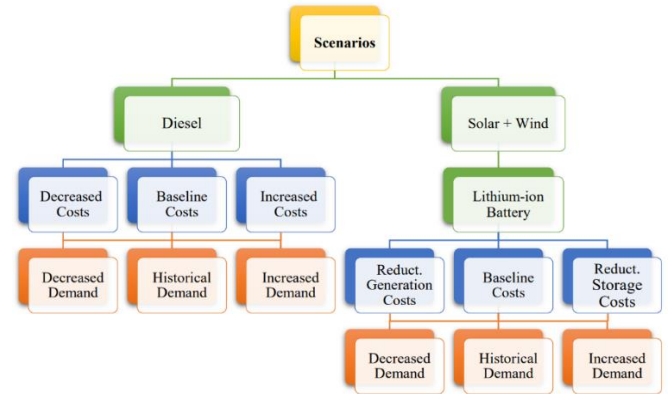 Scenarios
Diesel
Solar + Wind
Decreased
Costs
Baseline
Costs
Increased
Costs
Lithium-ion
Battery
Decreased
Demand
Historical
Demand
Increased
Demand
Reduct.
Generation
Costs
Baseline
Costs
Reduct.
Storage
Costs
Decreased
Demand
Historical
Demand
Increased
Demand